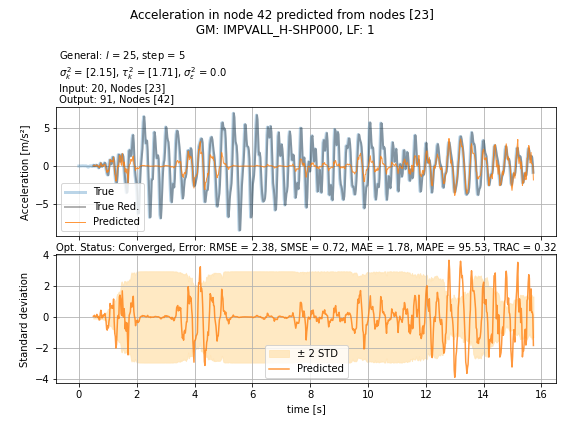 Acceleration in node 42 predicted from nodes [23]
GM: IMPVALL_H-SHP000, LF: 1
General: l = 25, step = 5
σ²ₖ = [2.15], τ²ₖ = [1.71], σ²ε = 0.0
Input: 20, Nodes [23]
Output: 91, Nodes [42]
Acceleration [m/s²]
5
0
−5
True
True Red.
Predicted
Opt. Status: Converged, Error: RMSE = 2.38, SMSE = 0.72, MAE = 1.78, MAPE = 95.53, TRAC = 0.32
Standard deviation
4
2
0
−2
−4
± 2 STD
Predicted
0 2 4 6 8 10 12 14 16
time [s]